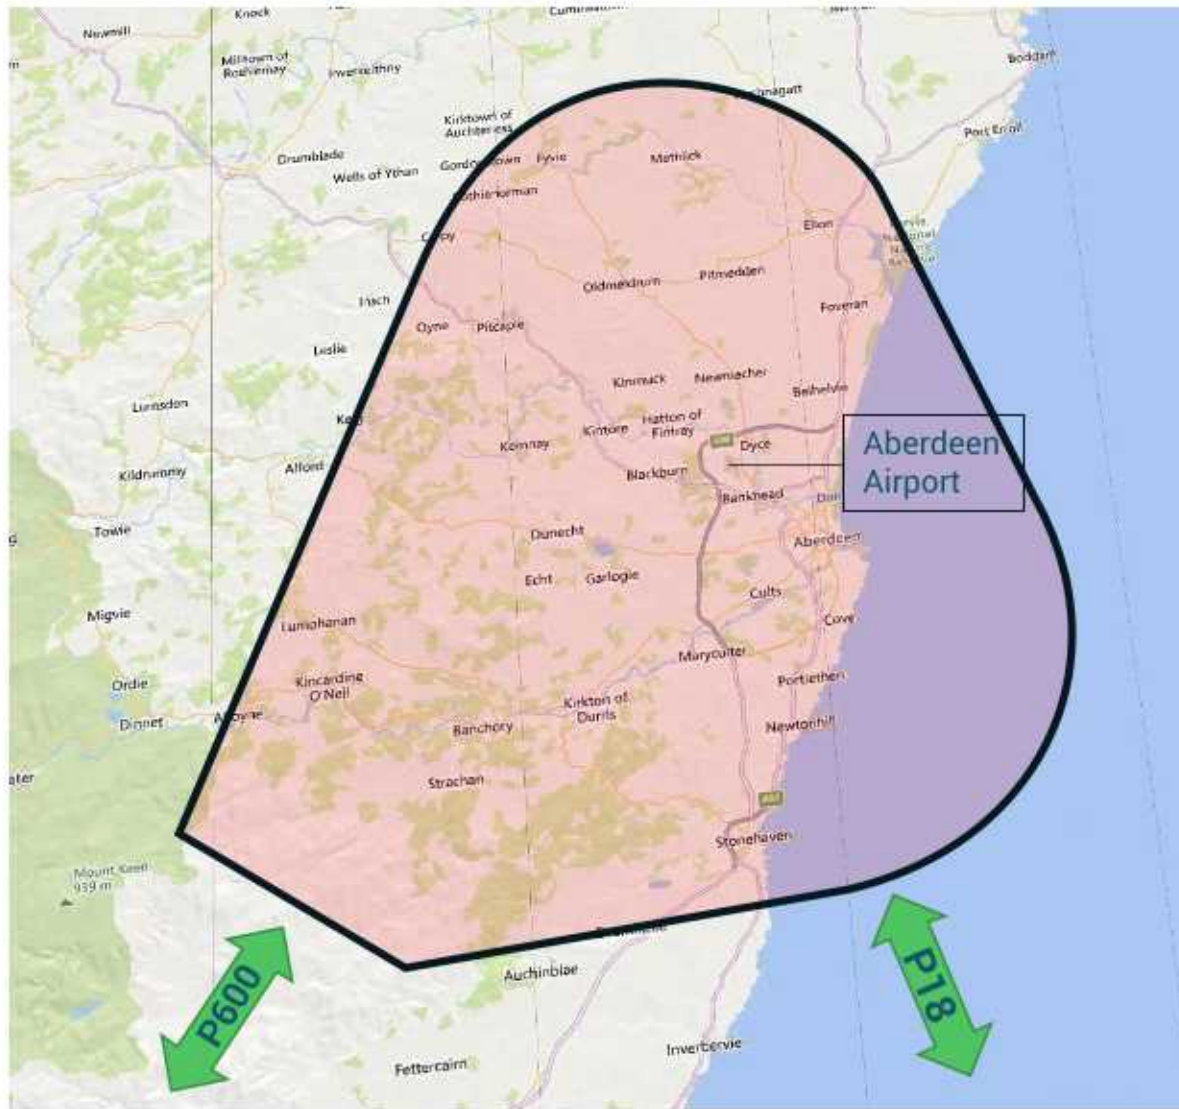 Knock
Newmill
Milltown of
Rothiemay
Inverkeithny
Boddam
Kirktown of
Auchterless
Port Erroll
Drumblade
Fyvie
Methlick
Wells of Ythan
Ellon
Oldmeldrum
Pitmedden
Insch
Foveran
Oyne
Pitcaple
Leslie
Kinmuck
Newmachar
Belhelvie
Lumsden
Hatton of
Fintray
Kintore
Kemnay
Dyce
Aberdeen
Airport
Kildrummy
Alford
Blackburn
Bankhead
Towie
Dunecht
Aberdeen
Echt
Garlogie
Cults
Migvie
Lumphanan
Cove
Maryculter
Ordie
Kincardine
O'Neil
Portlethen
Dinnet
Aboyne
Kirkton of
Durris
Banchory
Newtonhill
Strachan
Stonehaven
Mount Keen
939 m
Auchinblae
P600
P18
Inverbervie
Fettercairn